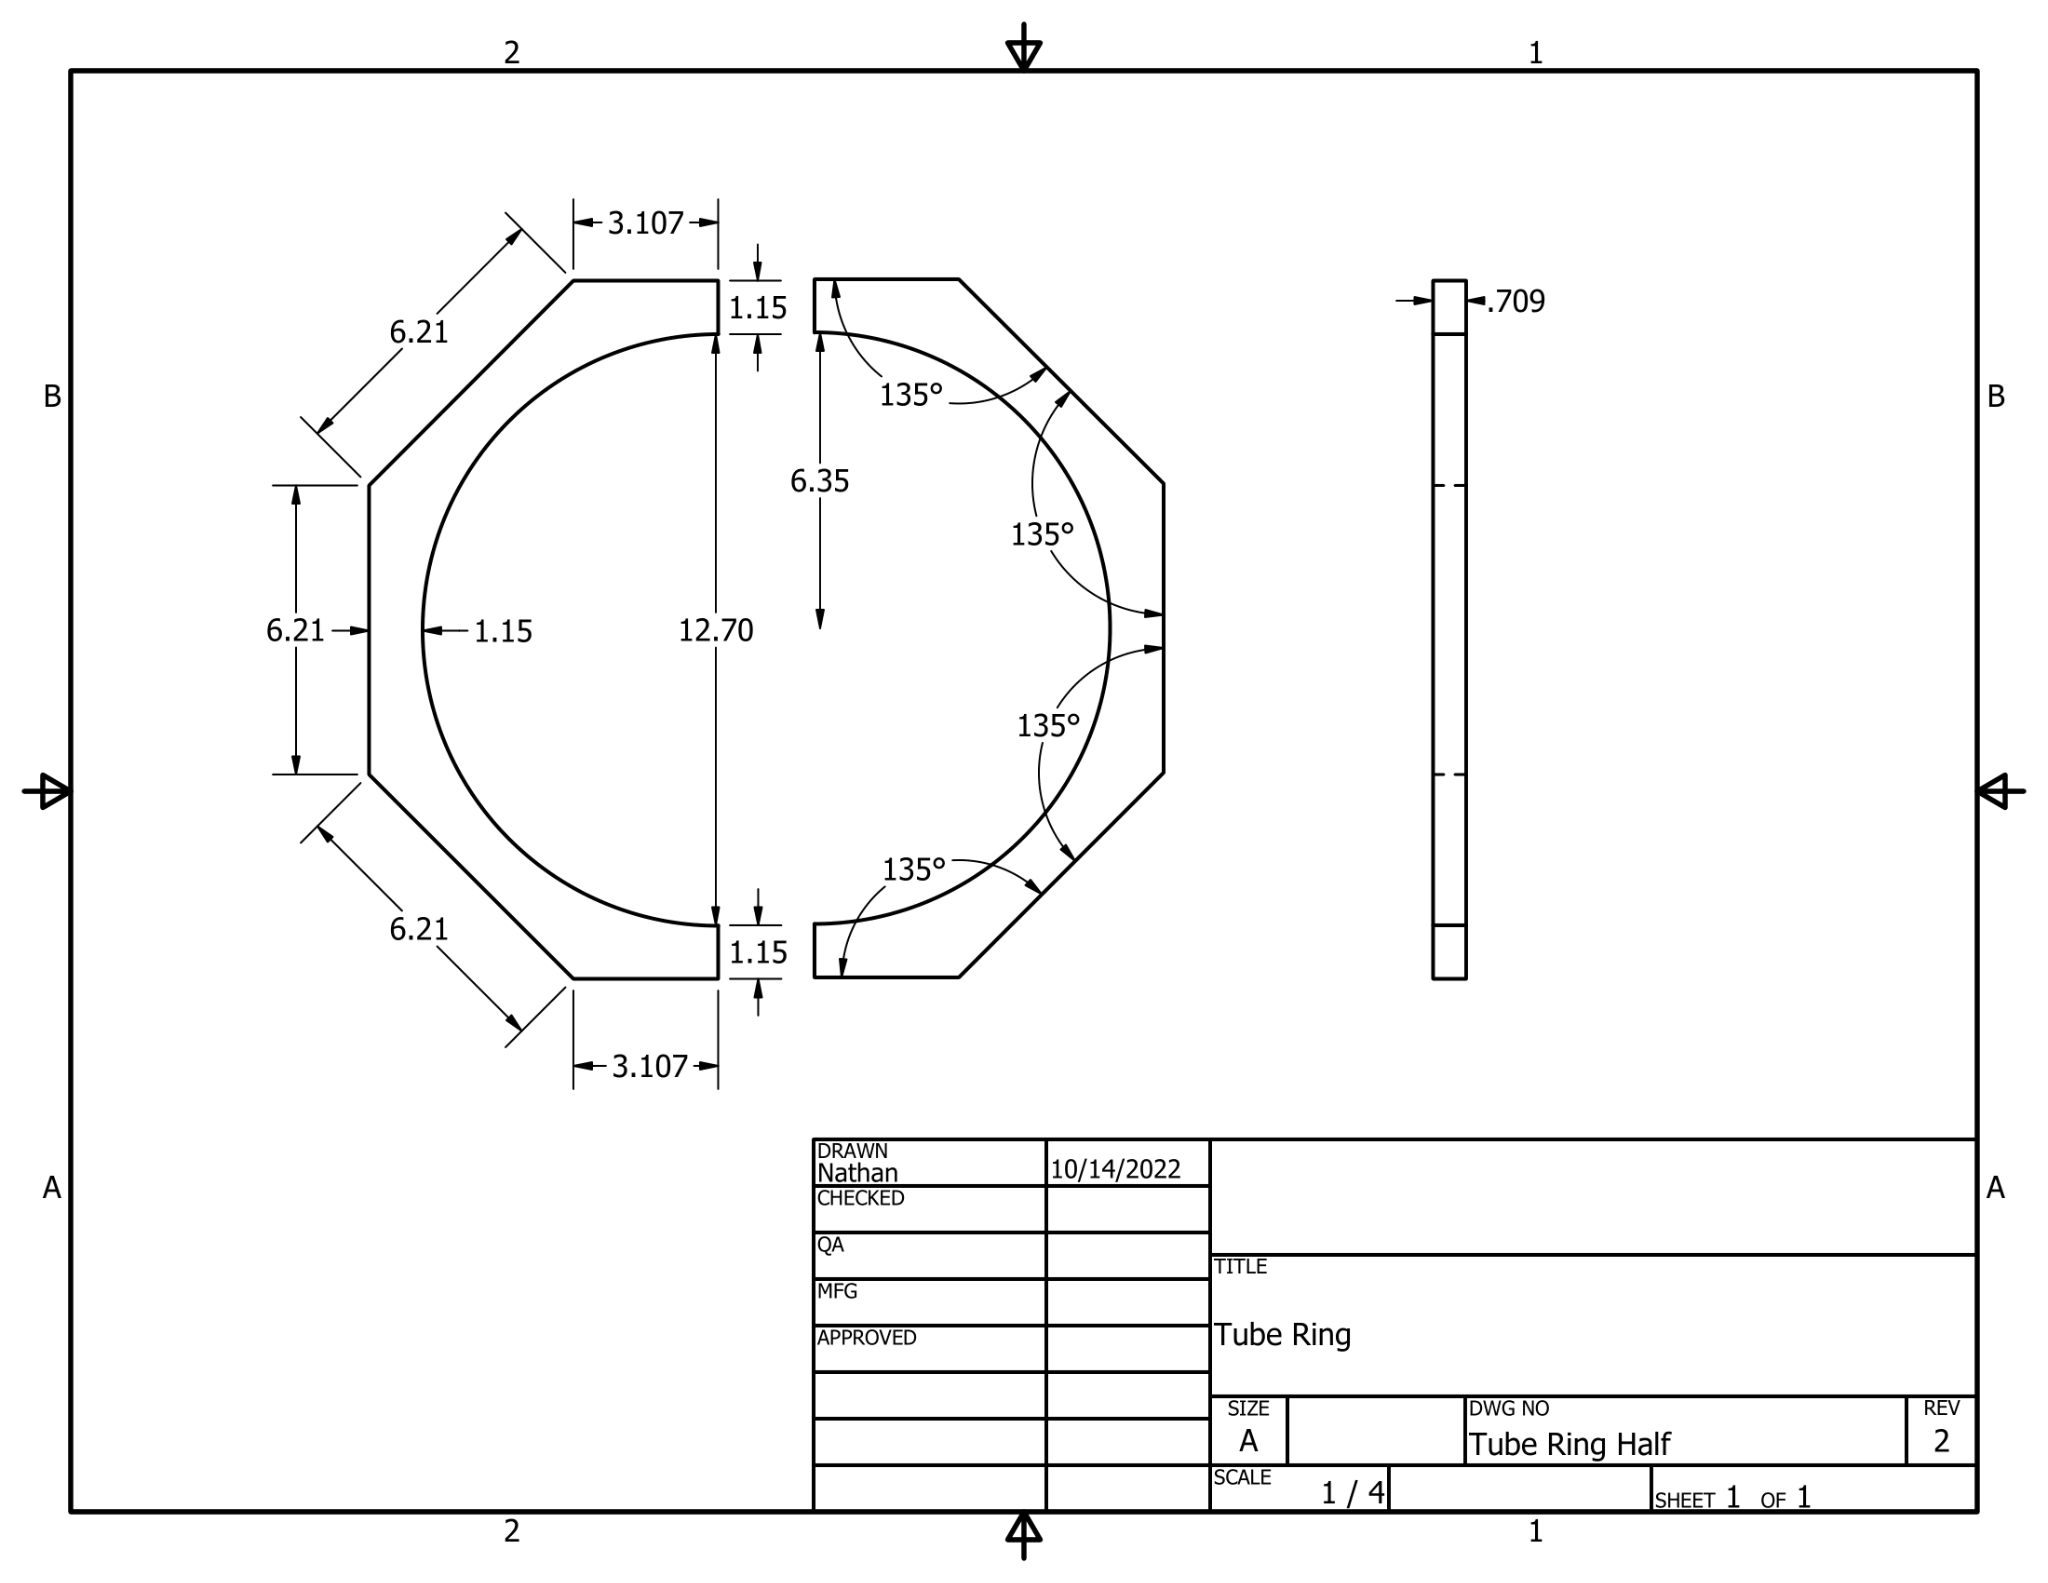 2
1
3.107
1.15
.709
6.21
135°
B
B
6.35
135°
6.21
1.15
12.70
135°
135°
6.21
1.15
3.107
DRAWN
Nathan
10/14/2022
CHECKED
A
A
QA
TITLE
MFG
Tube Ring
APPROVED
SIZE
A
DWG NO
Tube Ring Half
REV
2
SCALE
1 / 4
SHEET 1 OF 1
2
1